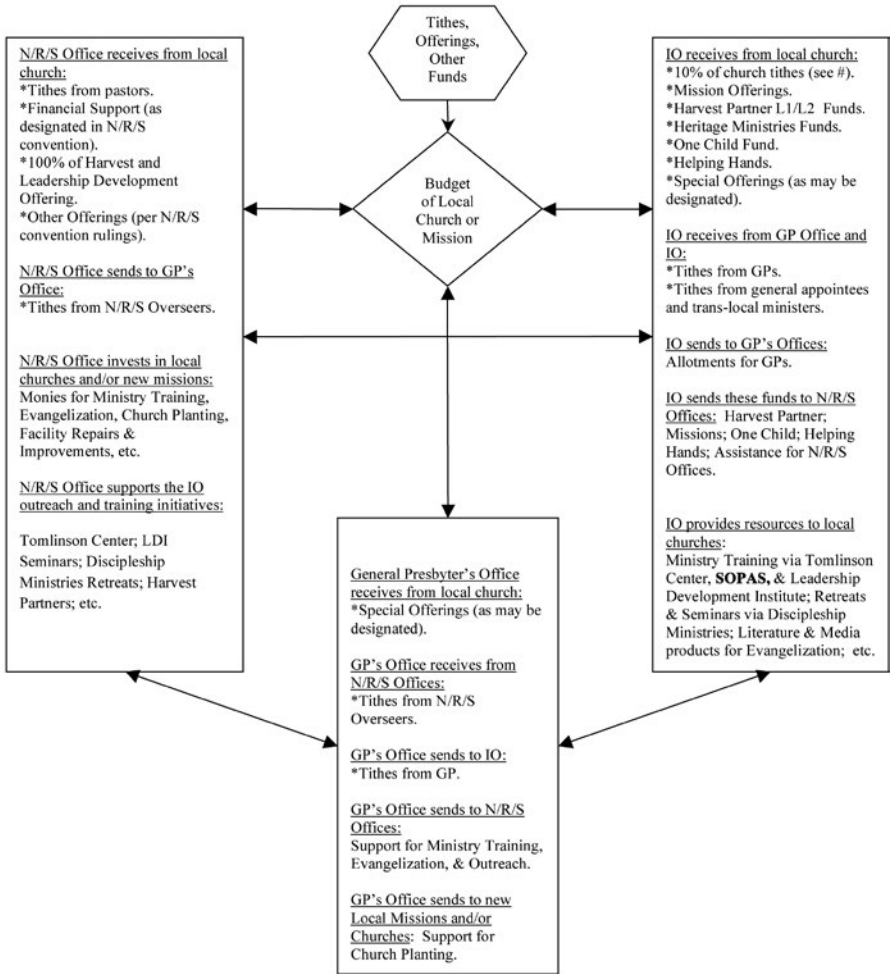 Tithes,
Offerings,
Other
Funds
Budget
of Local
Church or
Mission
N/R/S Office receives from local
church:
*Tithes from pastors.
*Financial Support (as
designated in N/R/S
convention).
*100% of Harvest and
Leadership Development
Offering.
*Other Offerings (per N/R/S
convention rulings).
N/R/S Office sends to GP's
Office:
*Tithes from N/R/S Overseers.
N/R/S Office invests in local
churches and/or new missions:
Monies for Ministry Training,
Evangelization, Church Planting,
Facility Repairs &
Improvements, etc.
N/R/S Office supports the IO
outreach and training initiatives:
Tomlinson Center; LDI
Seminars; Discipleship
Ministries Retreats; Harvest
Partners; etc.
IO receives from local church:
*10% of church tithes (see #).
*Mission Offerings.
*Harvest Partner L1/L2 Funds.
*Heritage Ministries Funds.
*One Child Fund.
*Helping Hands.
*Special Offerings (as may be
designated).
IO receives from GP Office and
IO:
*Tithes from GPs.
*Tithes from general appointees
and trans-local ministers.
IO sends to GP's Offices:
Allotments for GPs.
IO sends these funds to N/R/S
Offices: Harvest Partner;
Missions; One Child; Helping
Hands; Assistance for N/R/S
Offices.
IO provides resources to local
churches:
Ministry Training via Tomlinson
Center, SOPAS, & Leadership
Development Institute; Retreats
& Seminars via Discipleship
Ministries; Literature & Media
products for Evangelization; etc.
General Presbyter's Office
receives from local church:
*Special Offerings (as may be
designated).
GP's Office receives from
N/R/S Offices:
*Tithes from N/R/S
Overseers.
GP's Office sends to IO:
*Tithes from GP.
GP's Office sends to N/R/S
Offices:
Support for Ministry Training,
Evangelization, & Outreach.
GP's Office sends to new
Local Missions and/or
Churches: Support for
Church Planting.